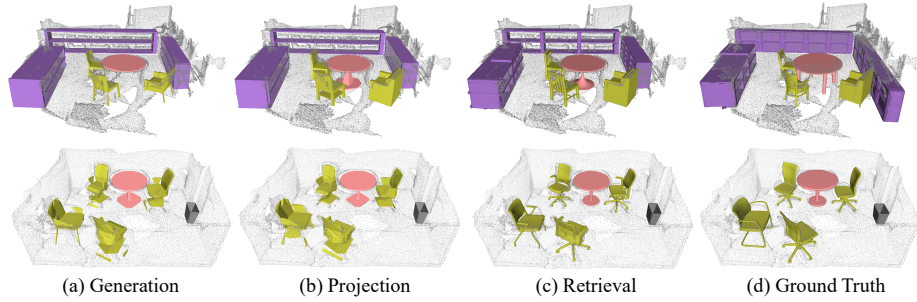 (a) Generation
(b) Projection
(c) Retrieval
(d) Ground Truth